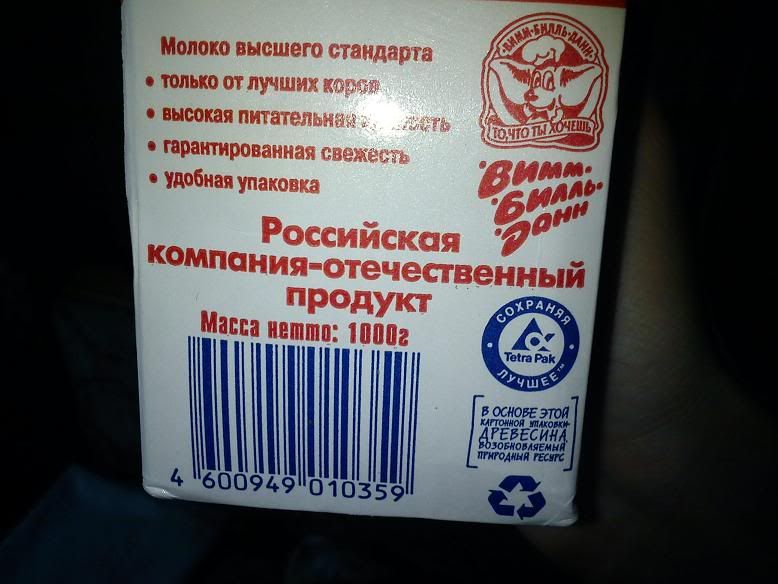 Молоко высшего стандарта
• только от лучших коров
• высокая питательная
• гарантированная свежесть
• удобная упаковка
ВИММ-БИЛЛЬ-ДАНН
ТО, ЧТО ТЫ ХОЧЕШЬ
Вимм-
Билль-
Данн
Российская
компания-отечественный
продукт
Масса нетто: 1000г
СОХРАНЯЯ
Tetra Pak
ЛУЧШЕЕ™
В ОСНОВЕ ЭТОЙ
КАРТОННОЙ УПАКОВКИ-
ДРЕВЕСИНА,
ВОЗОБНОВЛЯЕМЫЙ
ПРИРОДНЫЙ РЕСУРС
4 600949 010359